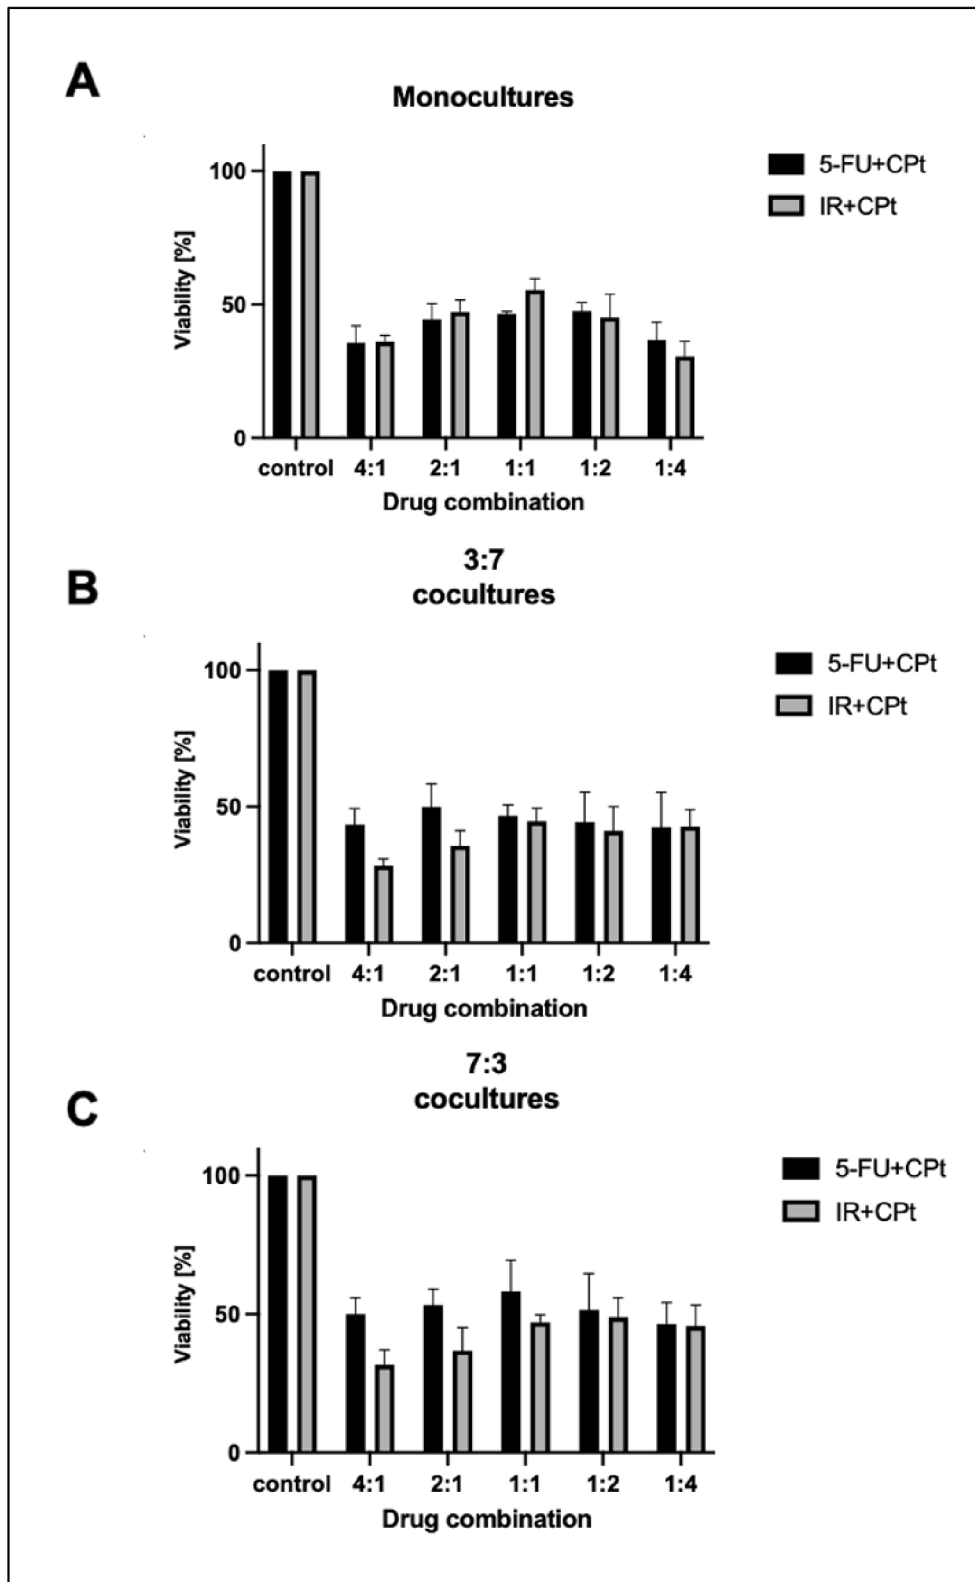 A
Monocultures
5-FU+CPt
IR+CPt
Viability [%]
100
50
0
control 4:1 2:1 1:1 1:2 1:4
Drug combination
B
3:7
cocultures
5-FU+CPt
IR+CPt
Viability [%]
100
50
0
control 4:1 2:1 1:1 1:2 1:4
Drug combination
C
7:3
cocultures
5-FU+CPt
IR+CPt
Viability [%]
100
50
0
control 4:1 2:1 1:1 1:2 1:4
Drug combination